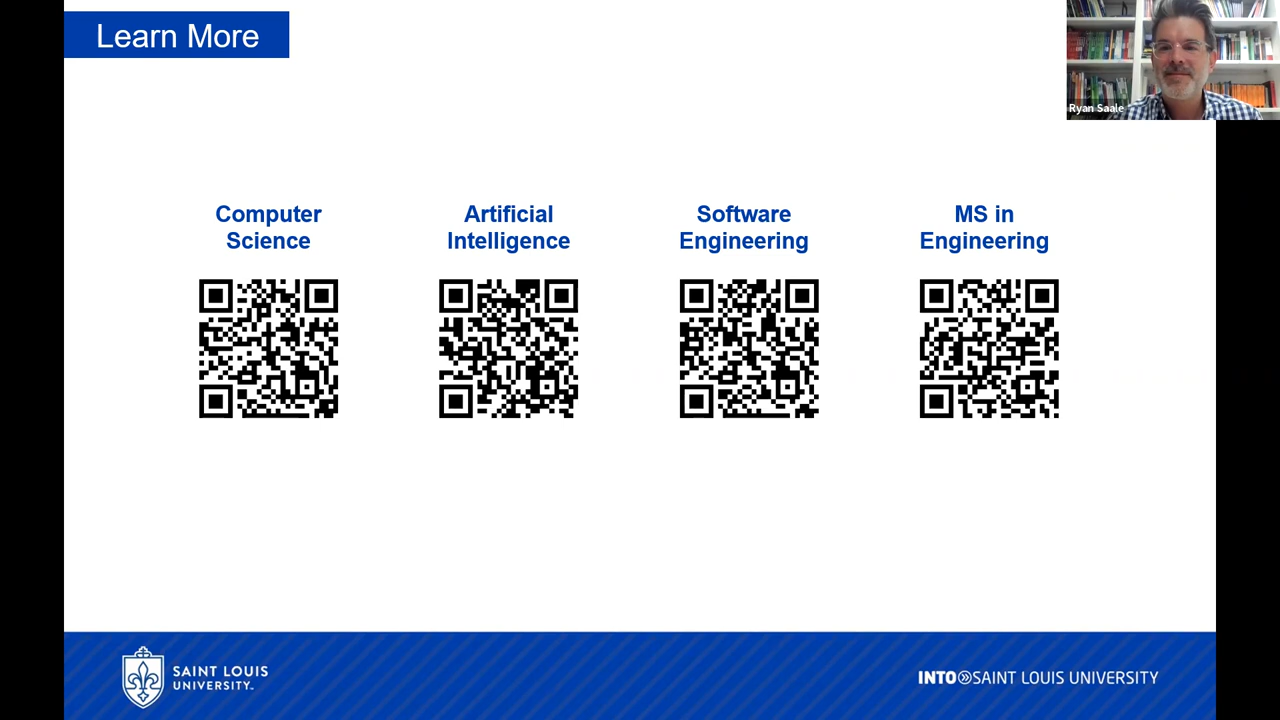 Learn More
Ryan Saale
Computer
Science
Artificial
Intelligence
Software
Engineering
MS in
Engineering
SAINT LOUIS
UNIVERSITY™
INTO SAINT LOUIS UNIVERSITY